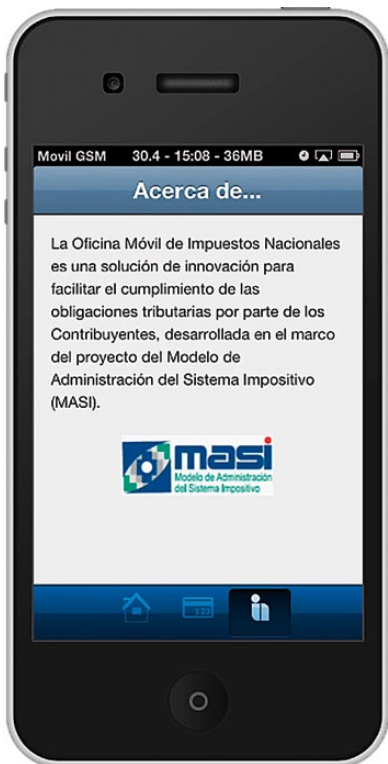 Movil GSM 30.4 - 15:08 - 36MB
Acerca de...
La Oficina Móvil de Impuestos Nacionales
es una solución de innovación para
facilitar el cumplimiento de las
obligaciones tributarias por parte de los
Contribuyentes, desarrollada en el marco
del proyecto del Modelo de
Administración del Sistema Impositivo
(MASI).
masi
Modelo de Administración
del Sistema Impositivo
123